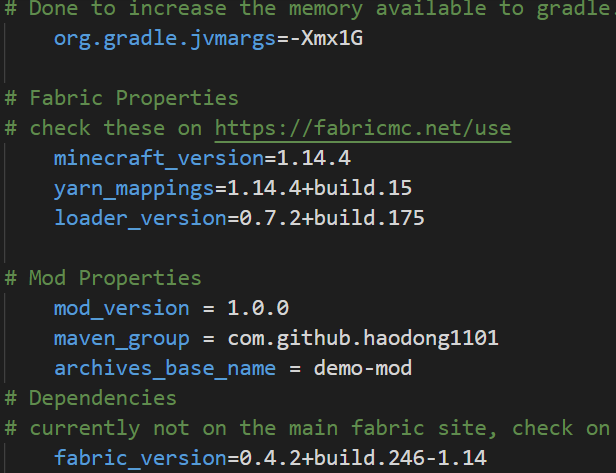 # Done to increase the memory available to gradle.
org.gradle.jvmargs=-Xmx1G
# Fabric Properties
# check these on https://fabricmc.net/use
minecraft_version=1.14.4
yarn_mappings=1.14.4+build.15
loader_version=0.7.2+build.175
# Mod Properties
mod_version = 1.0.0
maven_group = com.github.haodong1101
archives_base_name = demo-mod
# Dependencies
# currently not on the main fabric site, check on
fabric_version=0.4.2+build.246-1.14